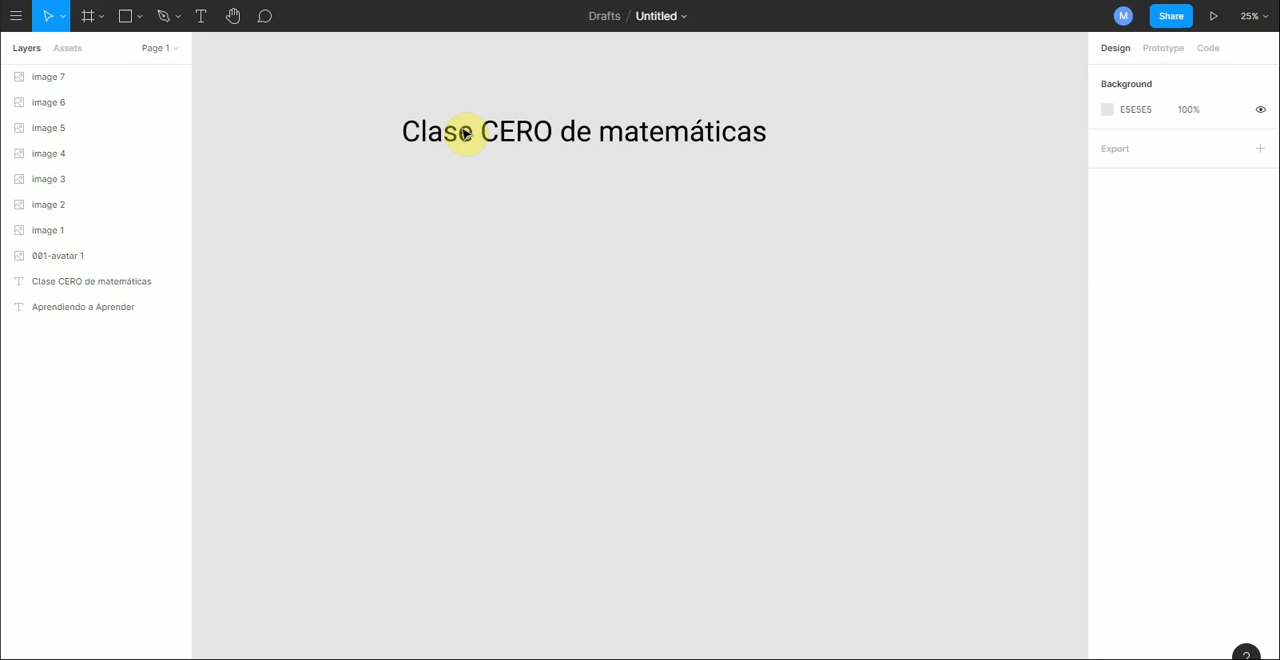 Drafts / Untitled
M
Share
25%
Layers Assets Page 1
image 7
image 6
image 5
image 4
image 3
image 2
image 1
001-avatar 1
Clase CERO de matemáticas
Aprendiendo a Aprender
Clase CERO de matemáticas
Design Prototype Code
Background
E5E5E5 100%
Export
?